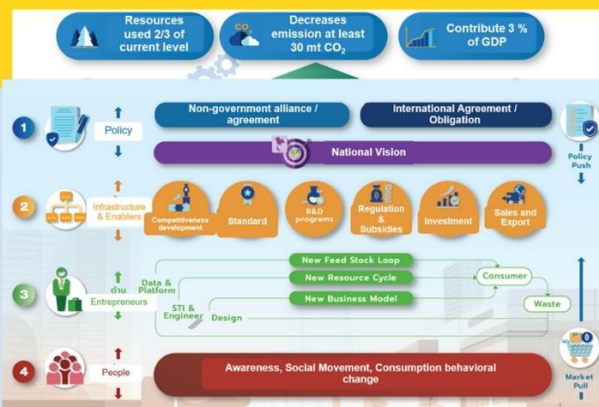 Resources
used 2/3 of
current level
Decreases
emission at least
30 mt CO₂
Contribute 3 %
of GDP
1
Policy
Non-government alliance /
agreement
International Agreement /
Obligation
National Vision
Policy
Push
2
Infrastructure
& Enablers
Competitiveness
development
Standard
R&D
programs
Regulation
&
Subsidies
Investment
Sales and
Export
3
ด้าน
Entrepreneurs
Data &
Platform
STI &
Engineer
Design
New Feed Stock Loop
New Resource Cycle
New Business Model
Consumer
Waste
4
People
Awareness, Social Movement, Consumption behavioral
change
Market
Pull